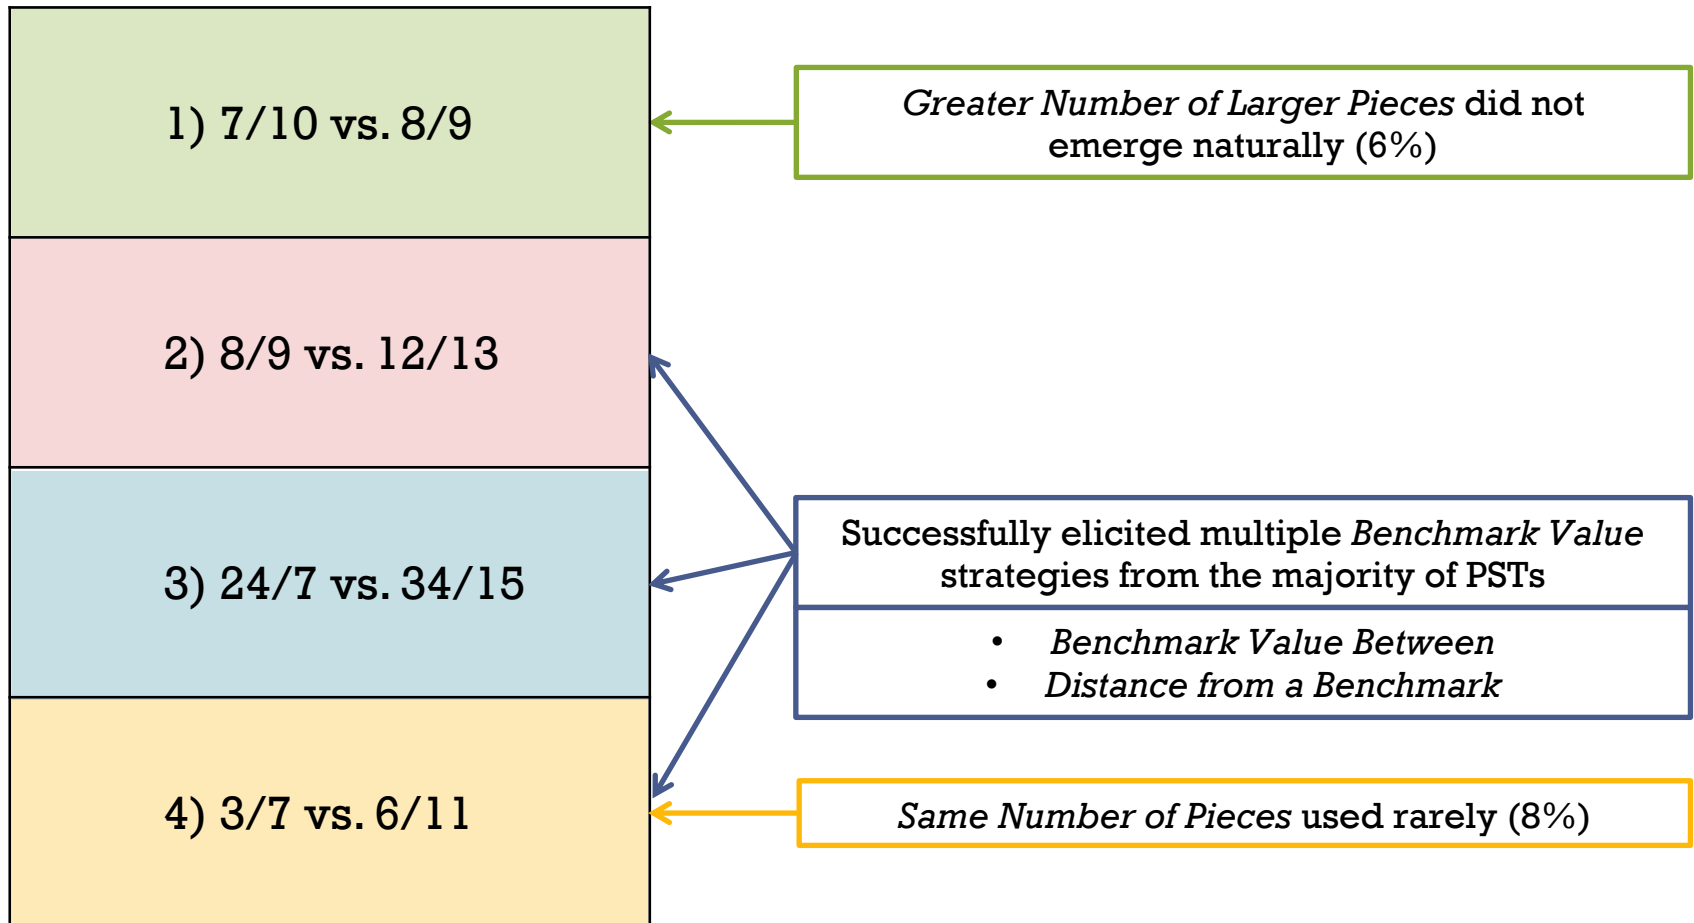 1) 7/10 vs. 8/9
Greater Number of Larger Pieces did not
emerge naturally (6%)
2) 8/9 vs. 12/13
3) 24/7 vs. 34/15
Successfully elicited multiple Benchmark Value
strategies from the majority of PSTs
• Benchmark Value Between
• Distance from a Benchmark
4) 3/7 vs. 6/11
Same Number of Pieces used rarely (8%)